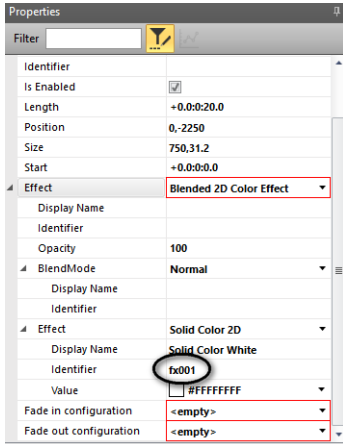 Properties
Filter
Identifier
Is Enabled
Length +0.0:0:20.0
Position 0,-2250
Size 750,31.2
Start +0.0:0:0.0
Effect Blended 2D Color Effect
Display Name
Identifier
Opacity 100
BlendMode Normal
Display Name
Identifier
Effect Solid Color 2D
Display Name Solid Color White
Identifier fx001
Value #FFFFFFFF
Fade in configuration <empty>
Fade out configuration <empty>